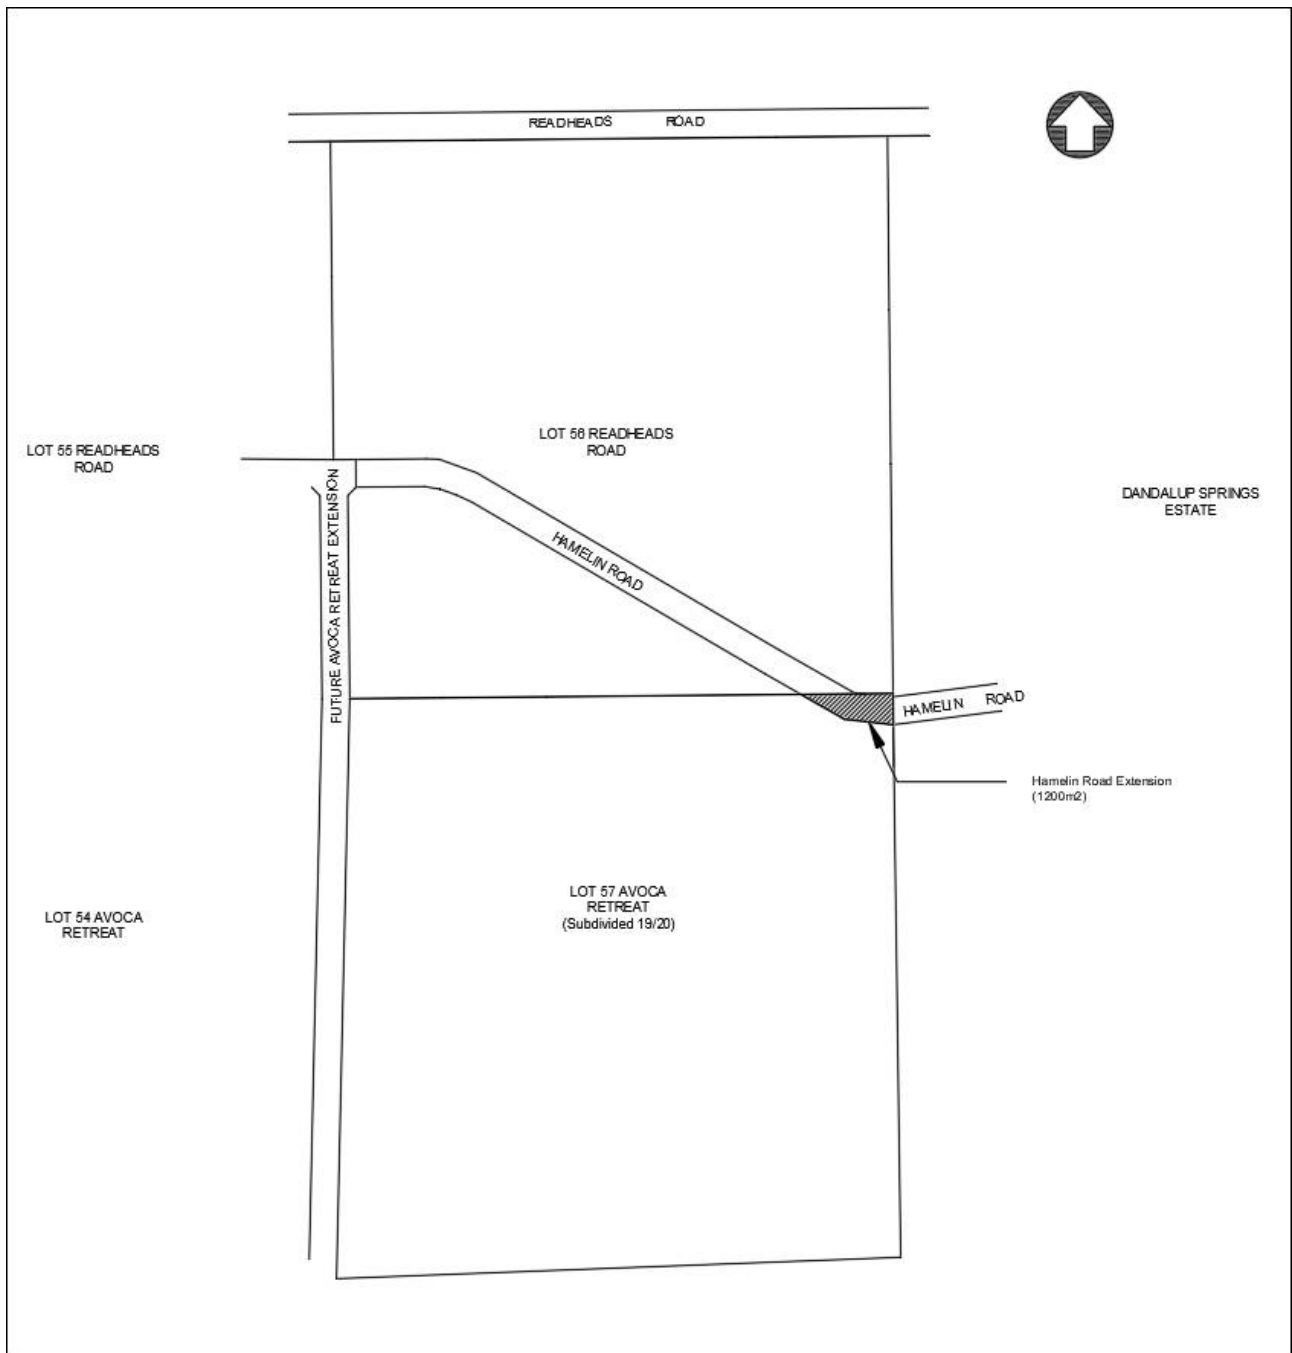 READHEADS ROAD
LOT 55 READHEADS
ROAD
LOT 56 READHEADS
ROAD
DANDALUP SPRINGS
ESTATE
FUTURE AVOCA RETREAT EXTENSION
HAMELIN ROAD
HAMELIN ROAD
Hamelin Road Extension
(1200m2)
LOT 54 AVOCA
RETREAT
LOT 57 AVOCA
RETREAT
(Subdivided 19/20)